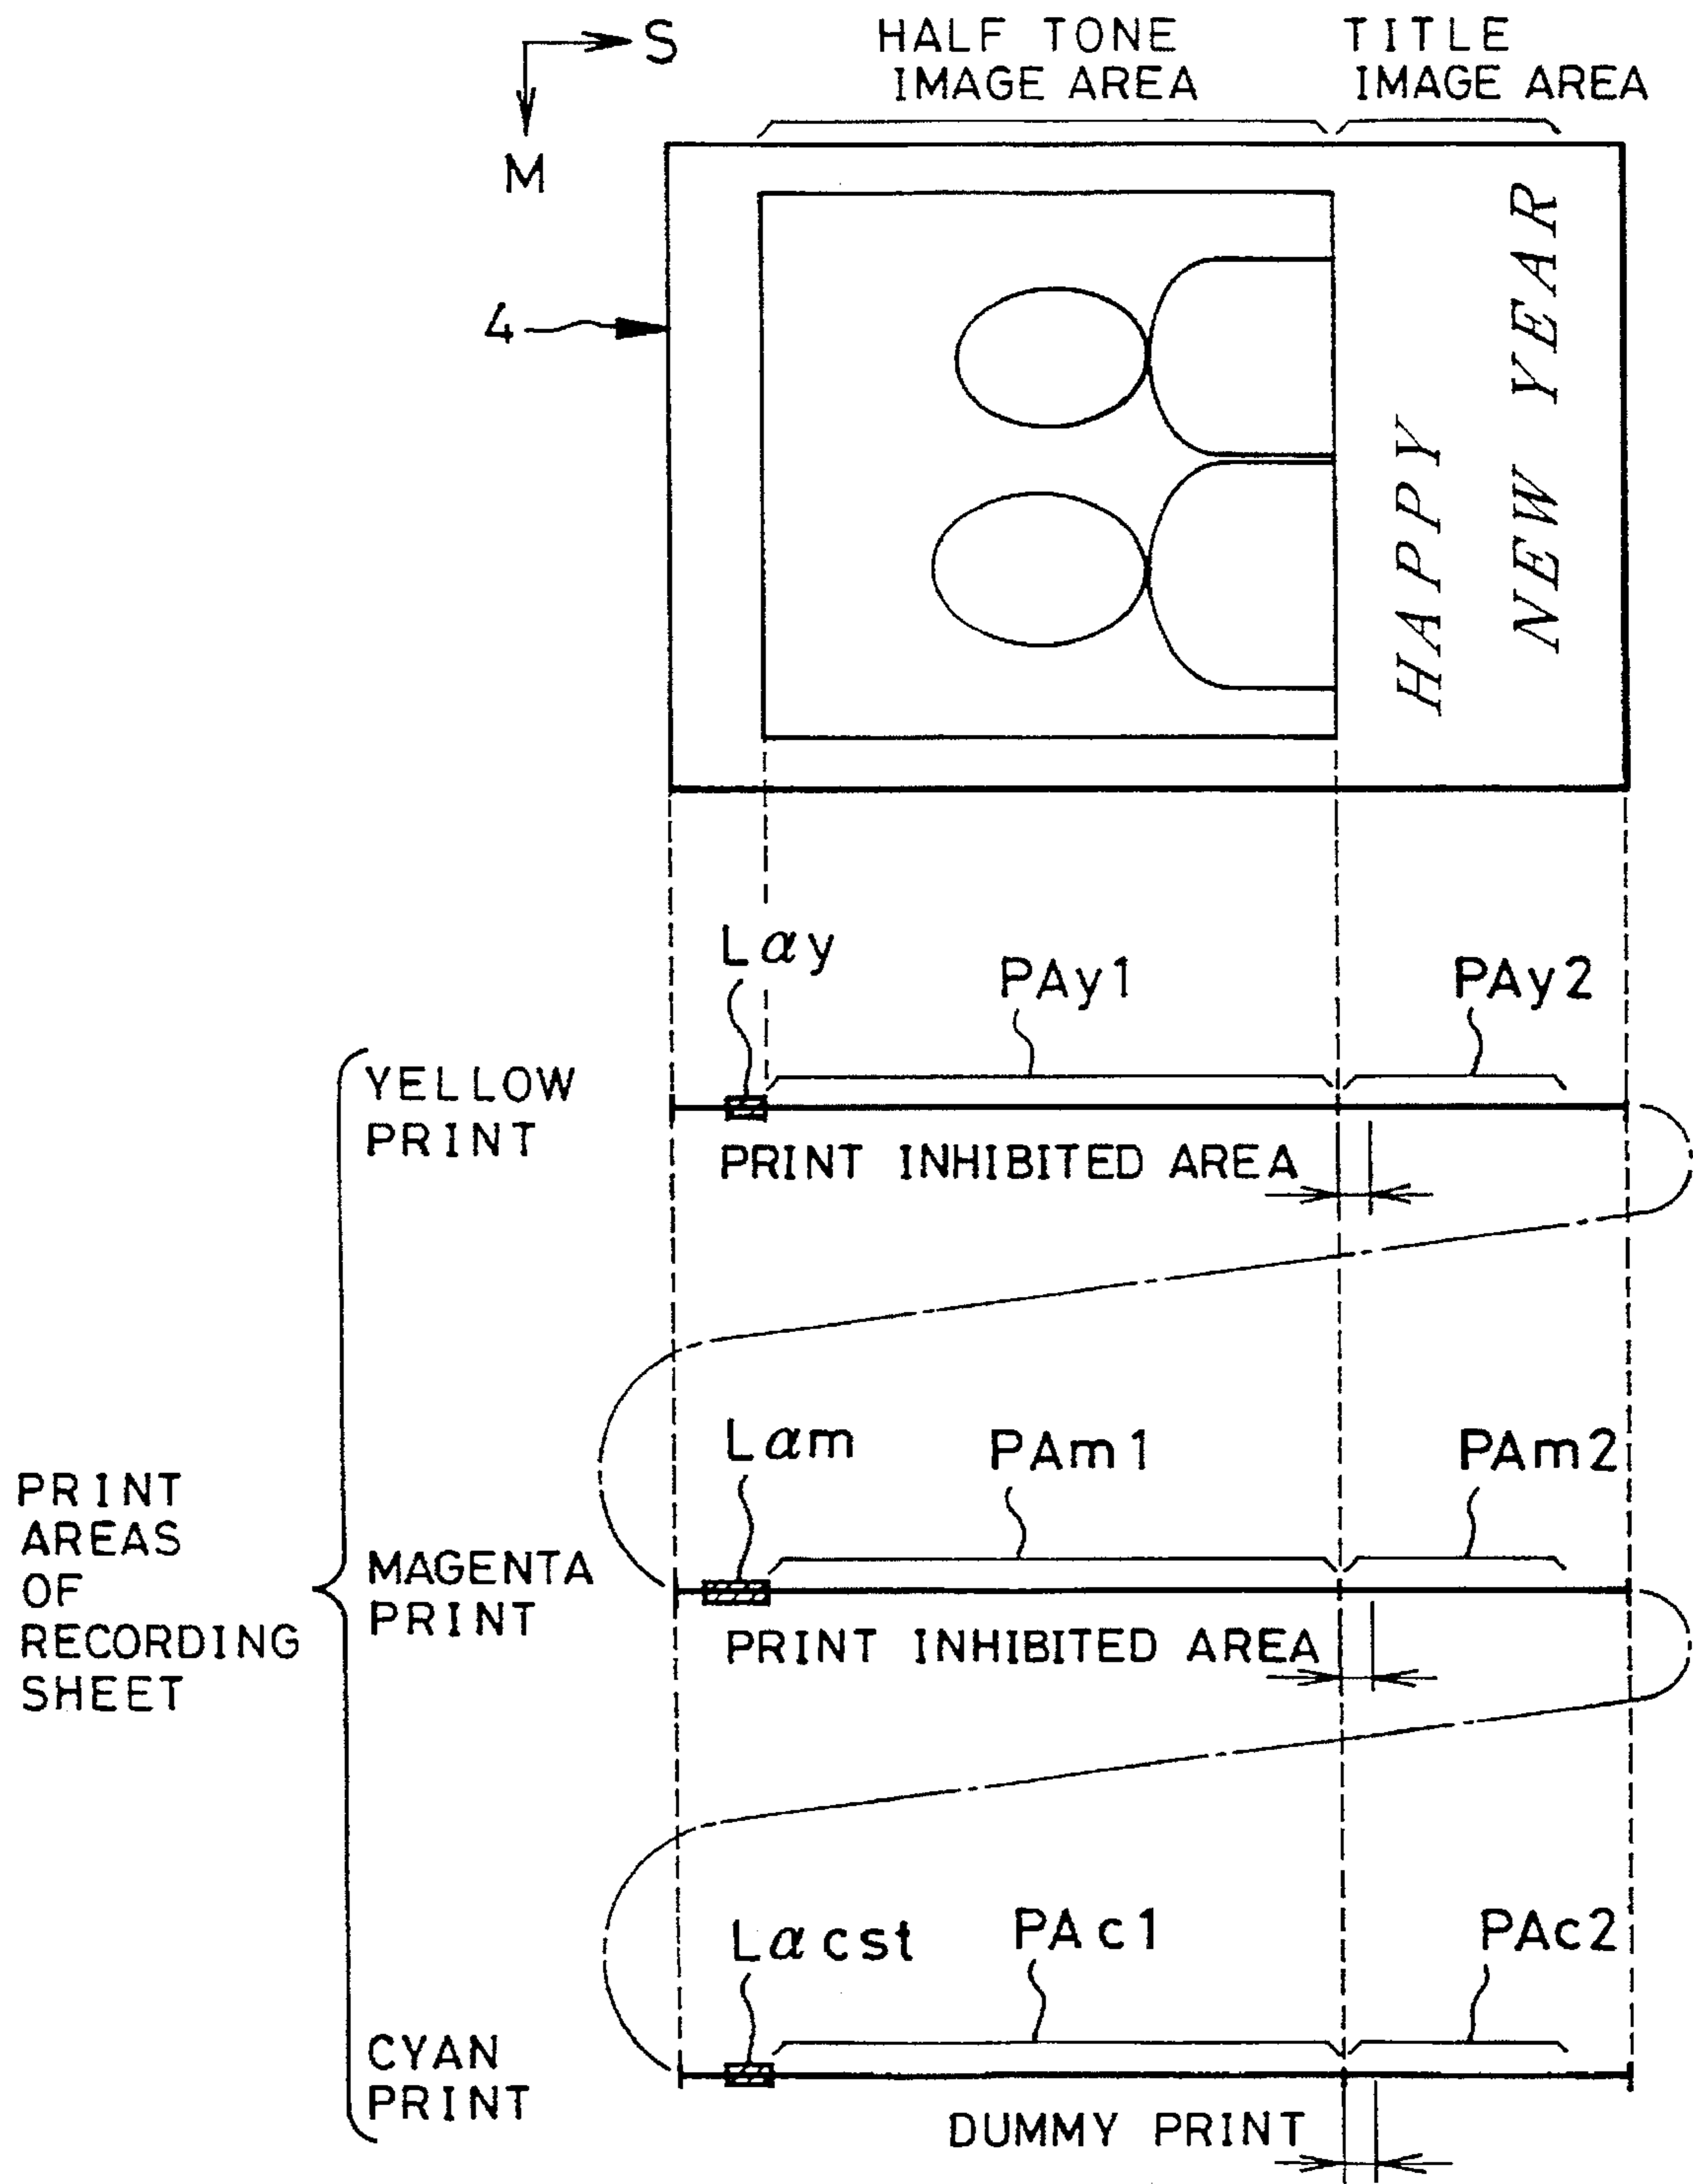 S
M
HALF TONE
IMAGE AREA
TITLE
IMAGE AREA
4
HAPPY
NEW YEAR
Lαy
PAy1
PAy2
YELLOW
PRINT
PRINT INHIBITED AREA
Lαm
PAm1
PAm2
PRINT
AREAS
OF
RECORDING
SHEET
MAGENTA
PRINT
PRINT INHIBITED AREA
Lαcst
PAc1
PAc2
CYAN
PRINT
DUMMY PRINT